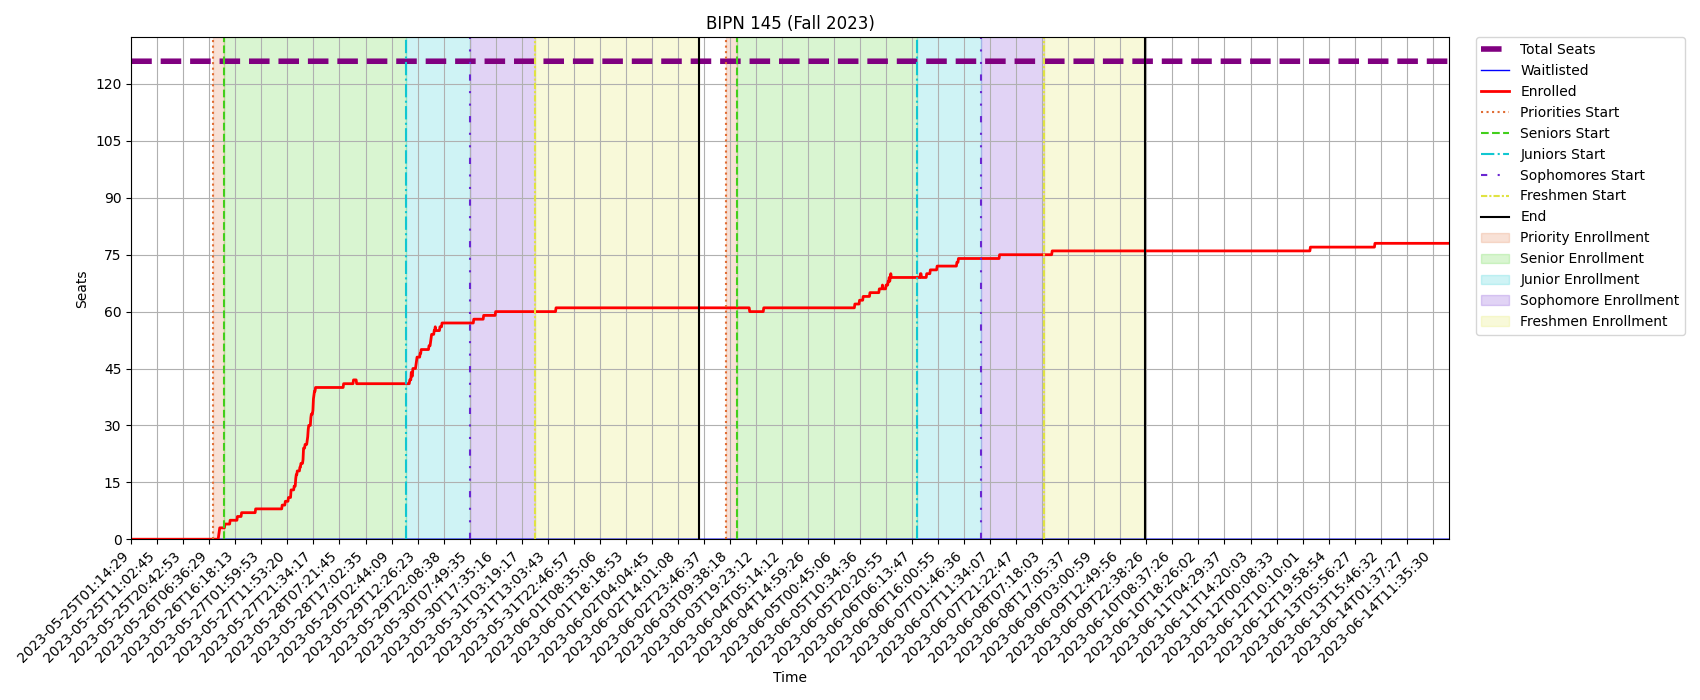 BIPN 145 (Fall 2023)
Seats
120
105
90
75
60
45
30
15
0
2023-05-25T01:14:29
2023-05-25T11:02:45
2023-05-25T20:42:53
2023-05-26T06:36:29
2023-05-26T16:18:13
2023-05-27T01:59:53
2023-05-27T11:53:20
2023-05-27T21:34:17
2023-05-28T07:21:45
2023-05-28T17:02:35
2023-05-29T02:44:09
2023-05-29T12:26:23
2023-05-29T22:08:38
2023-05-30T07:49:35
2023-05-30T17:35:16
2023-05-31T03:19:17
2023-05-31T13:03:43
2023-05-31T22:46:57
2023-06-01T08:35:06
2023-06-01T18:18:53
2023-06-02T04:04:45
2023-06-02T14:01:08
2023-06-02T23:46:37
2023-06-03T09:38:18
2023-06-03T19:23:12
2023-06-04T05:14:12
2023-06-04T14:59:26
2023-06-05T00:45:06
2023-06-05T10:34:36
2023-06-05T20:20:55
2023-06-06T06:13:47
2023-06-06T16:00:55
2023-06-07T01:46:36
2023-06-07T11:34:07
2023-06-07T21:22:47
2023-06-08T07:18:03
2023-06-08T17:05:37
2023-06-09T03:00:59
2023-06-09T12:49:56
2023-06-09T22:38:26
2023-06-10T08:37:26
2023-06-10T18:26:02
2023-06-11T04:29:37
2023-06-11T14:20:03
2023-06-12T00:08:33
2023-06-12T10:10:01
2023-06-12T19:58:54
2023-06-13T05:56:27
2023-06-13T15:46:32
2023-06-14T01:37:27
2023-06-14T11:35:30
Time
Total Seats
Waitlisted
Enrolled
Priorities Start
Seniors Start
Juniors Start
Sophomores Start
Freshmen Start
End
Priority Enrollment
Senior Enrollment
Junior Enrollment
Sophomore Enrollment
Freshmen Enrollment